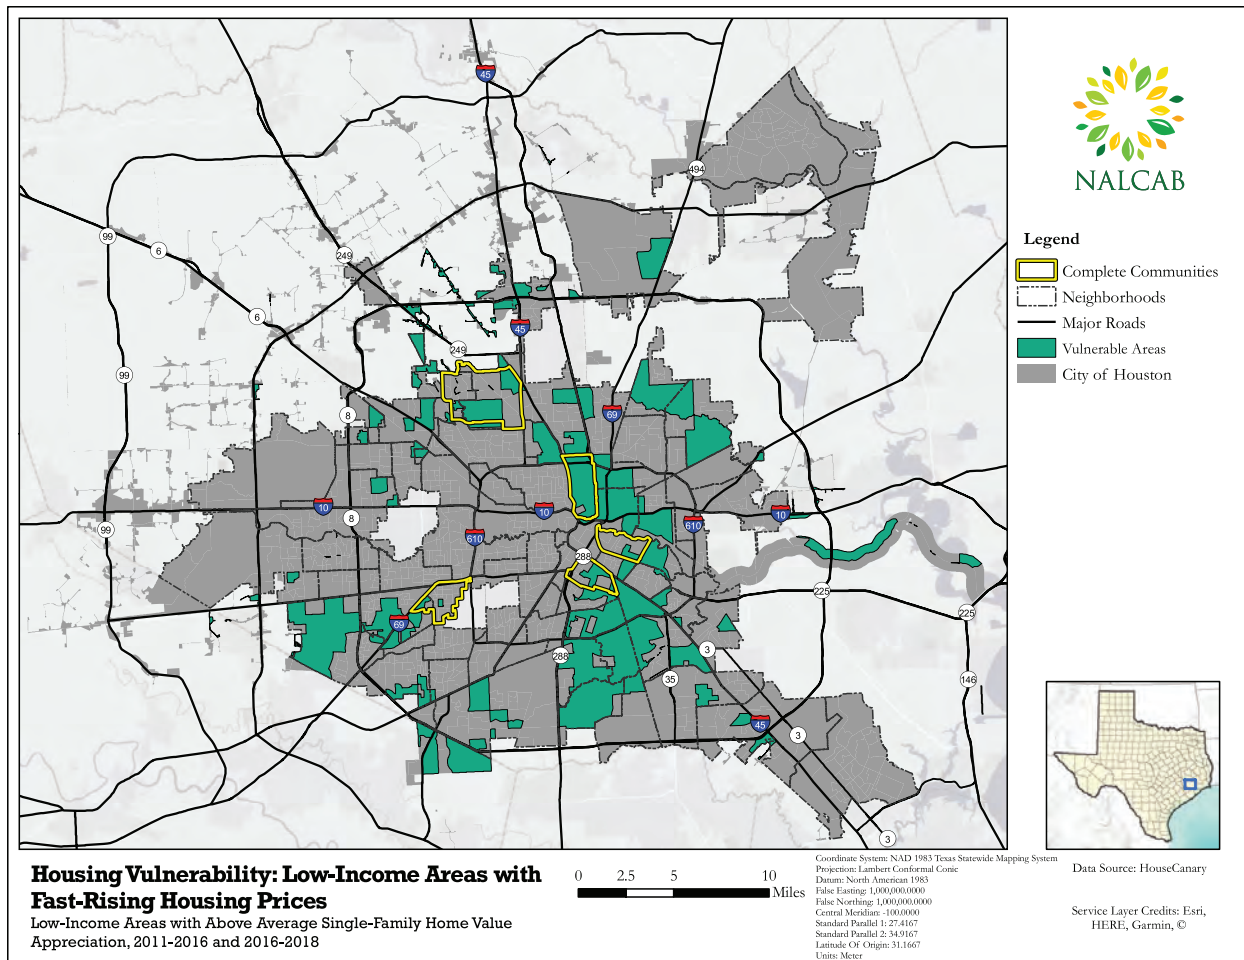 45
494
99
6
249
6
45
249
99
8
69
10
8
10
610
610
10
99
288
225
225
69
288
3
35
146
45
3
3
NALCAB
Legend
Complete Communities
Neighborhoods
Major Roads
Vulnerable Areas
City of Houston
Housing Vulnerability: Low-Income Areas with
Fast-Rising Housing Prices
Low-Income Areas with Above Average Single-Family Home Value
Appreciation, 2011-2016 and 2016-2018
0 2.5 5 10
Miles
Coordinate System: NAD 1983 Texas Statewide Mapping System
Projection: Lambert Conformal Conic
Datum: North American 1983
False Easting: 1,000,000.0000
False Northing: 1,000,000.0000
Central Meridian: -100.0000
Standard Parallel 1: 27.4167
Standard Parallel 2: 34.9167
Latitude Of Origin: 31.1667
Units: Meter
Data Source: HouseCanary
Service Layer Credits: Esri,
HERE, Garmin, ©